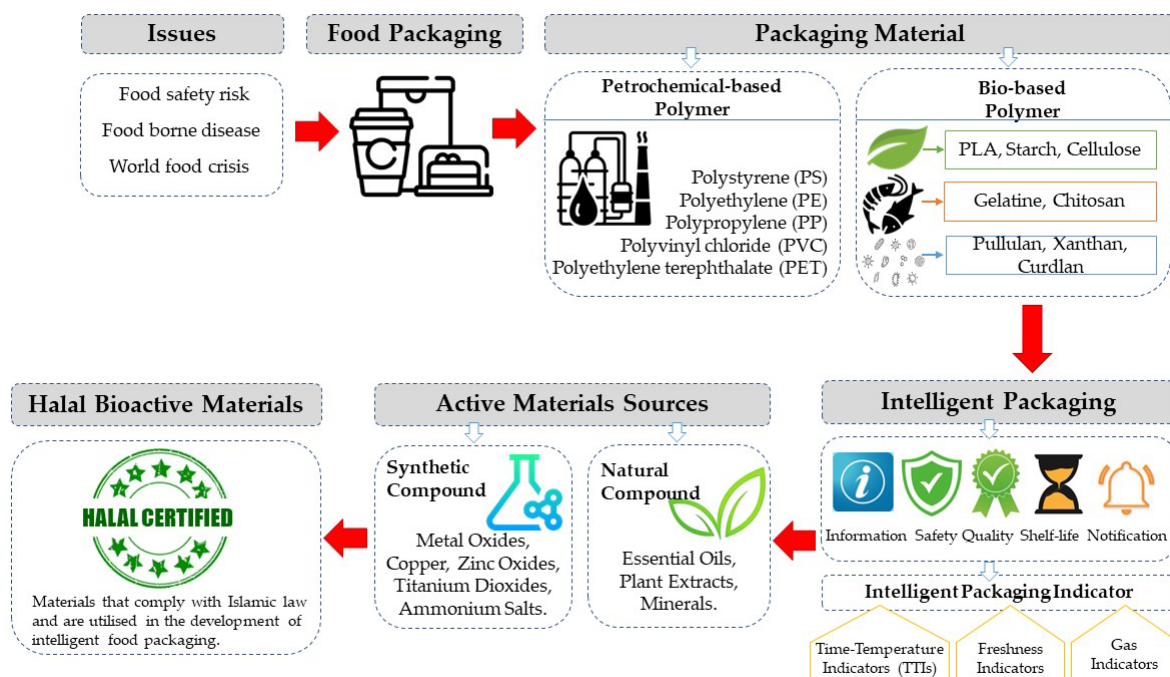 Issues
Food safety risk
Food borne disease
World food crisis
Food Packaging
Packaging Material
Petrochemical-based
Polymer
Polystyrene (PS)
Polyethylene (PE)
Polypropylene (PP)
Polyvinyl chloride (PVC)
Polyethylene terephthalate (PET)
Bio-based
Polymer
PLA, Starch, Cellulose
Gelatine, Chitosan
Pullulan, Xanthan,
Curdlan
Intelligent Packaging
Information Safety Quality Shelf-life Notification
Intelligent Packaging Indicator
Time-Temperature
Indicators (TTIs)
Freshness
Indicators
Gas
Indicators
Active Materials Sources
Synthetic
Compound
Metal Oxides,
Copper, Zinc Oxides,
Titanium Dioxides,
Ammonium Salts.
Natural
Compound
Essential Oils,
Plant Extracts,
Minerals.
Halal Bioactive Materials
HALAL CERTIFIED
Materials that comply with Islamic law
and are utilised in the development of
intelligent food packaging.